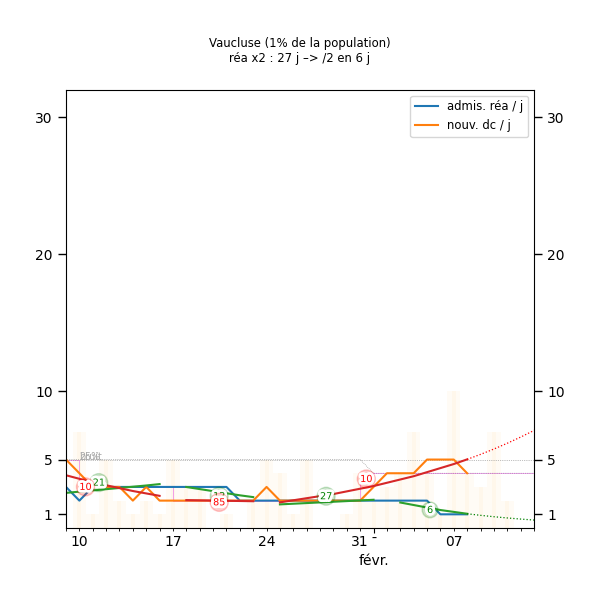 Vaucluse (1% de la population)
réa x2 : 27 j –> /2 en 6 j
admis. réa / j
nouv. dc / j
30 30
20 20
10 10
5 5
1 1
10 21 85 27 10 6
10 17 24 31 - 07
févr.